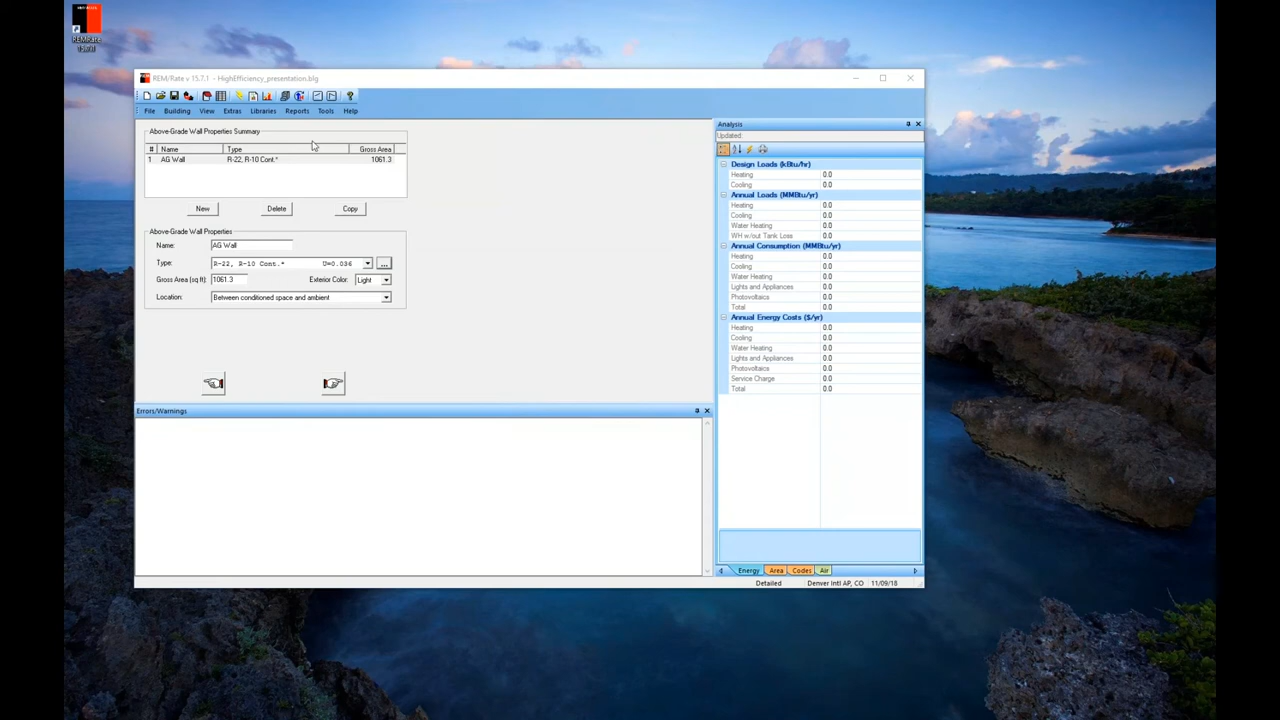 REMRate
REM/Rate v 15.7.1 - HighEfficiency_presentation.blg
File Building View Extras Libraries Reports Tools Help
Above-Grade Wall Properties Summary
# Name Type Gross Area
1 AG Wall R-22, R-10 Cont.* 1061.3
New Delete Copy
Above-Grade Wall Properties
Name: AG Wall
Type: R-22, R-10 Cont.* U=0.036 ...
Gross Area (sq ft): 1061.3 Exterior Color: Light
Location: Between conditioned space and ambient
Errors/Warnings
Analysis
Updated:
Design Loads (kBtu/hr)
Heating 0.0
Cooling 0.0
Annual Loads (MMBtu/yr)
Heating 0.0
Cooling 0.0
Water Heating 0.0
WH w/out Tank Loss 0.0
Annual Consumption (MMBtu/yr)
Heating 0.0
Cooling 0.0
Water Heating 0.0
Lights and Appliances 0.0
Photovoltaics 0.0
Total 0.0
Annual Energy Costs ($/yr)
Heating 0.0
Cooling 0.0
Water Heating 0.0
Lights and Appliances 0.0
Photovoltaics 0.0
Service Charge 0.0
Total 0.0
Energy Area Codes Air
Detailed Denver Intl AP, CO 11/09/18